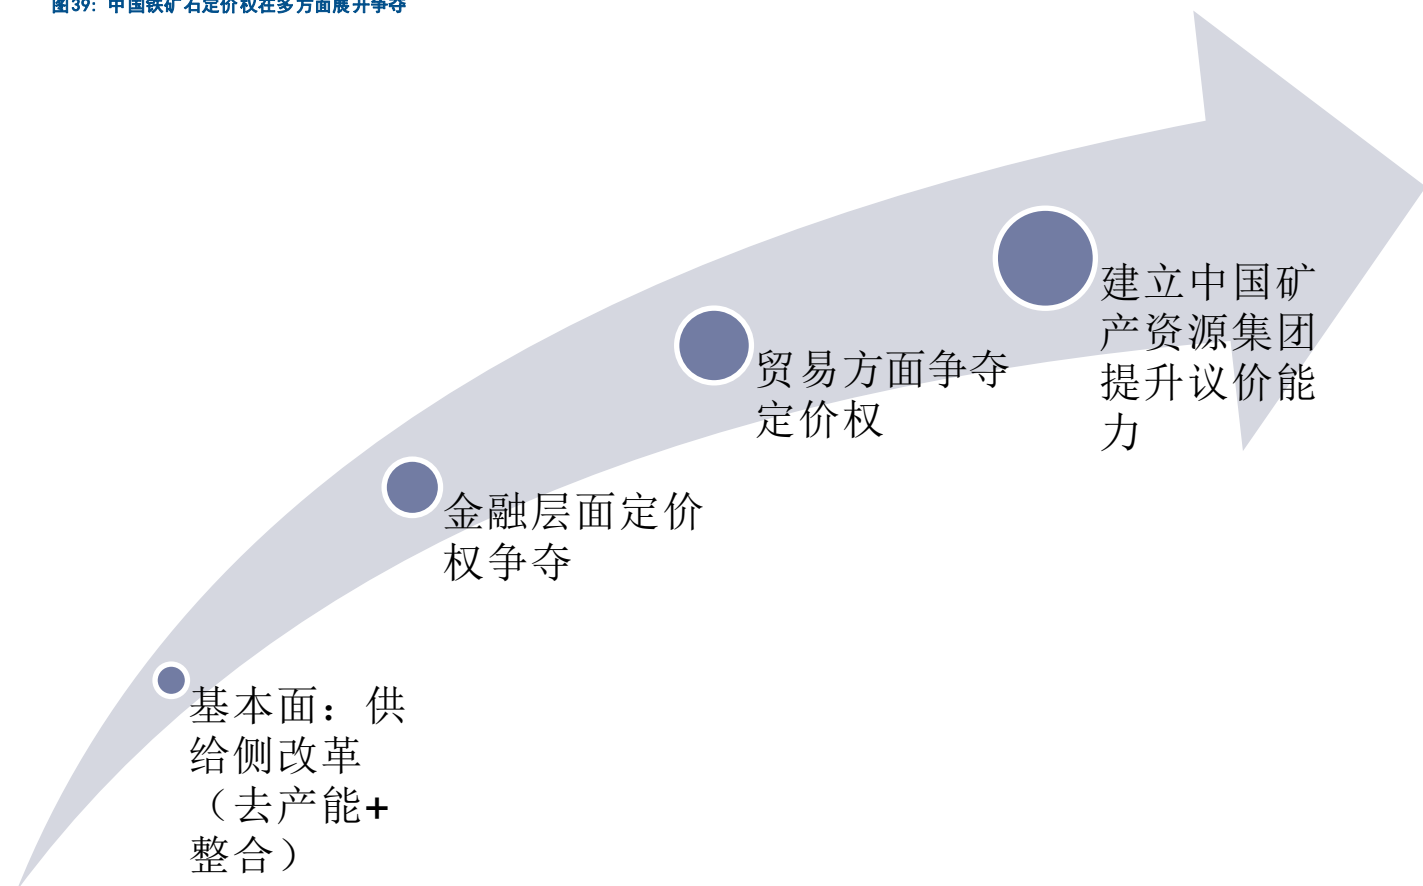 图39：中国铁矿石定价权在多方面展开争夺
建立中国矿
产资源集团
提升议价能
力
贸易方面争夺
定价权
金融层面定价
权争夺
基本面：供
给侧改革
（去产能+
整合）